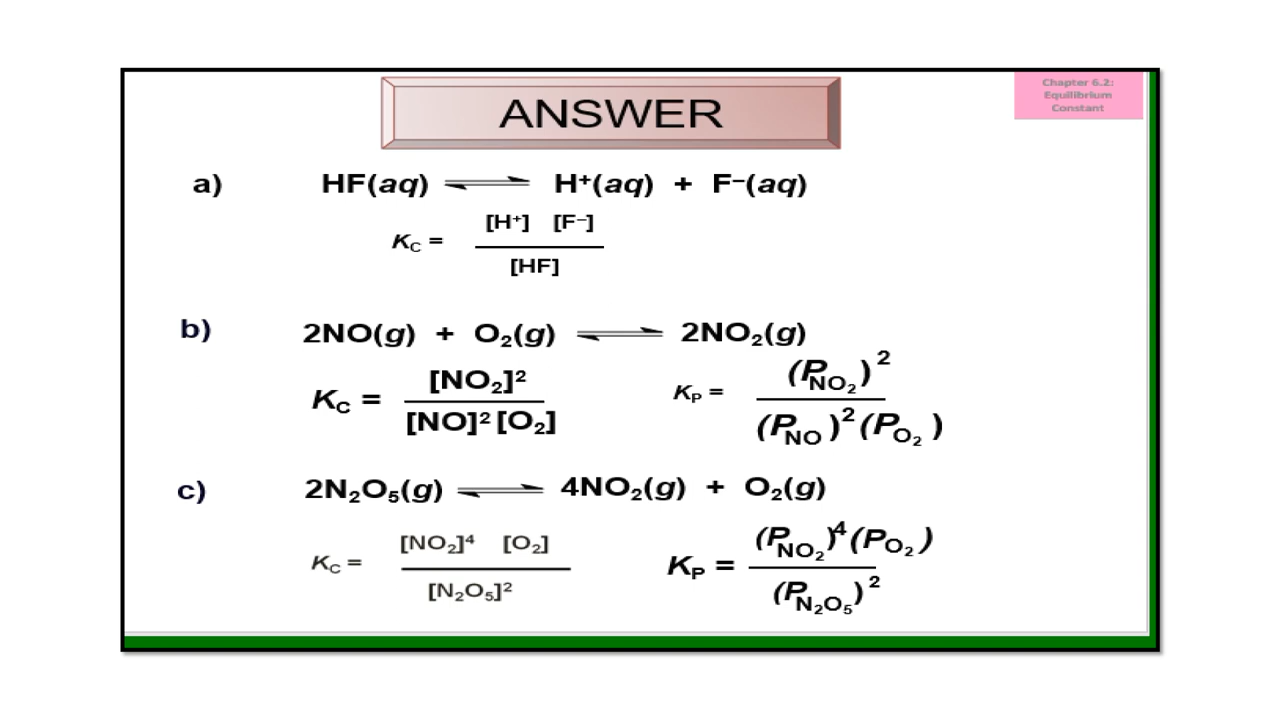 Chapter 6.2:
Equilibrium
Constant
ANSWER
a) HF(aq) ⇌ H⁺(aq) + F⁻(aq)
[H⁺] [F⁻]
K_C =
[HF]
b) 2NO(g) + O₂(g) ⇌ 2NO₂(g)
[NO₂]²
K_C =
[NO]² [O₂]
(P_NO₂)²
K_P =
(P_NO)² (P_O₂)
c) 2N₂O₅(g) ⇌ 4NO₂(g) + O₂(g)
[NO₂]⁴ [O₂]
K_C =
[N₂O₅]²
(P_NO₂)⁴ (P_O₂)
K_P =
(P_N₂O₅)²